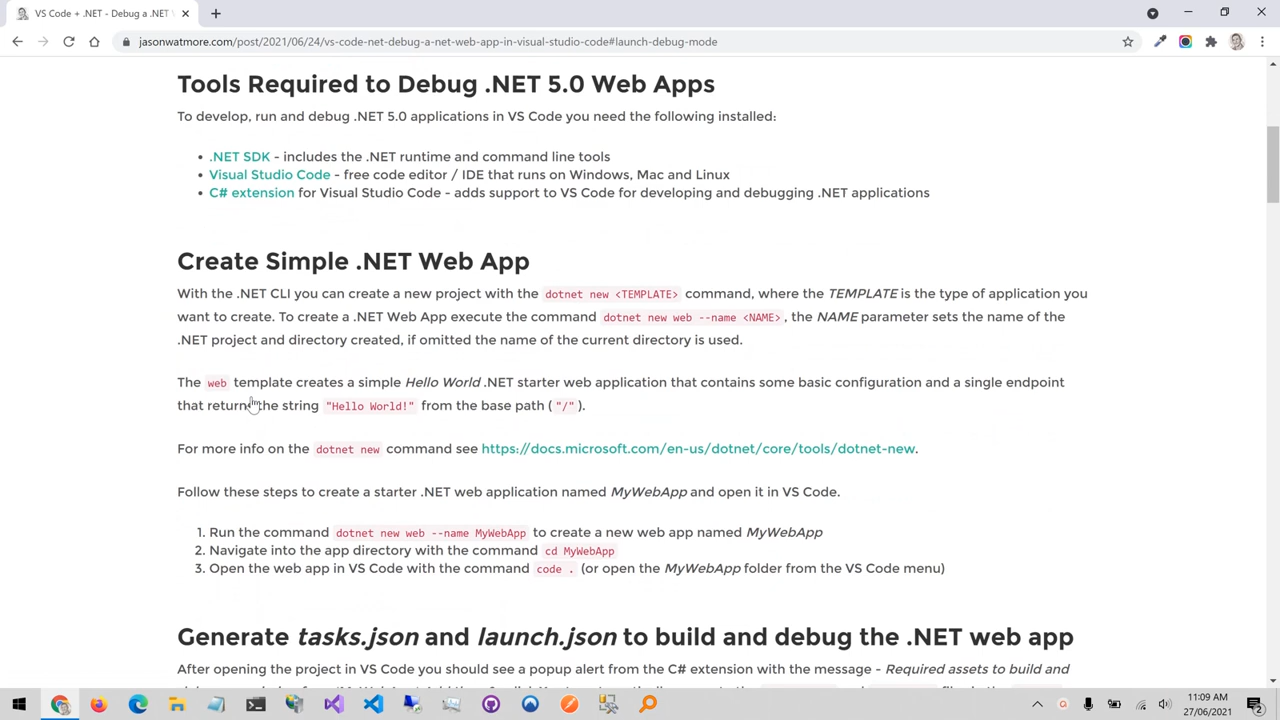 VS Code + .NET - Debug a .NET W
jasonwatmore.com/post/2021/06/24/vs-code-net-debug-a-net-web-app-in-visual-studio-code#launch-debug-mode
Tools Required to Debug .NET 5.0 Web Apps
To develop, run and debug .NET 5.0 applications in VS Code you need the following installed:
• .NET SDK - includes the .NET runtime and command line tools
• Visual Studio Code - free code editor / IDE that runs on Windows, Mac and Linux
• C# extension for Visual Studio Code - adds support to VS Code for developing and debugging .NET applications
Create Simple .NET Web App
With the .NET CLI you can create a new project with the dotnet new <TEMPLATE> command, where the TEMPLATE is the type of application you
want to create. To create a .NET Web App execute the command dotnet new web --name <NAME>, the NAME parameter sets the name of the
.NET project and directory created, if omitted the name of the current directory is used.
The web template creates a simple Hello World .NET starter web application that contains some basic configuration and a single endpoint
that returns the string "Hello World!" from the base path ("/").
For more info on the dotnet new command see https://docs.microsoft.com/en-us/dotnet/core/tools/dotnet-new.
Follow these steps to create a starter .NET web application named MyWebApp and open it in VS Code.
1. Run the command dotnet new web --name MyWebApp to create a new web app named MyWebApp
2. Navigate into the app directory with the command cd MyWebApp
3. Open the web app in VS Code with the command code . (or open the MyWebApp folder from the VS Code menu)
Generate tasks.json and launch.json to build and debug the .NET web app
After opening the project in VS Code you should see a popup alert from the C# extension with the message - Required assets to build and
11:09 AM
27/06/2021
2